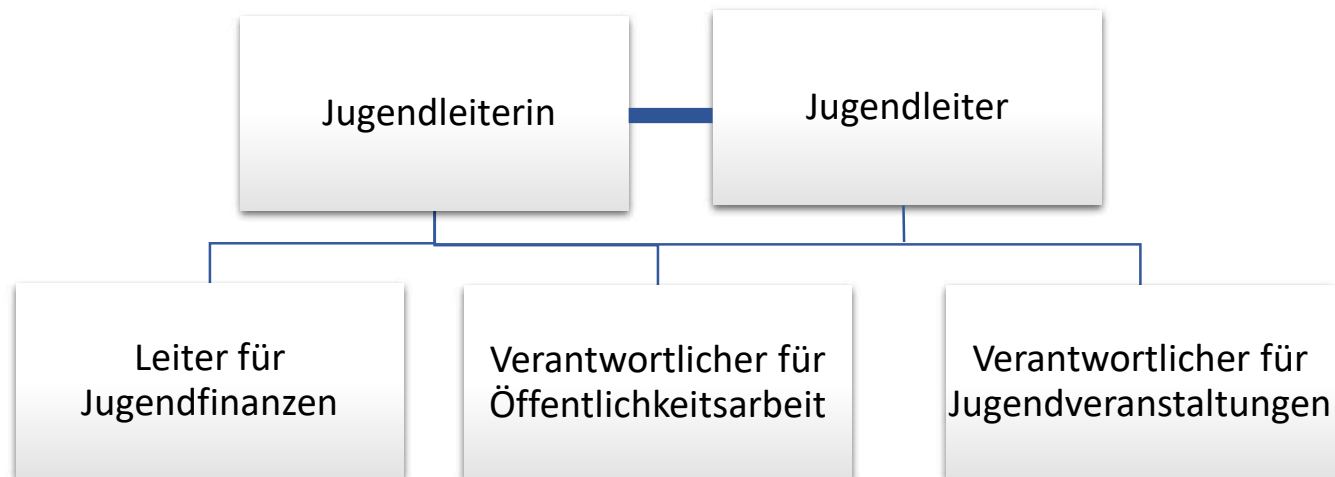 Jugendleiterin
Jugendleiter
Leiter für
Jugendfinanzen
Verantwortlicher für
Öffentlichkeitsarbeit
Verantwortlicher für
Jugendveranstaltungen